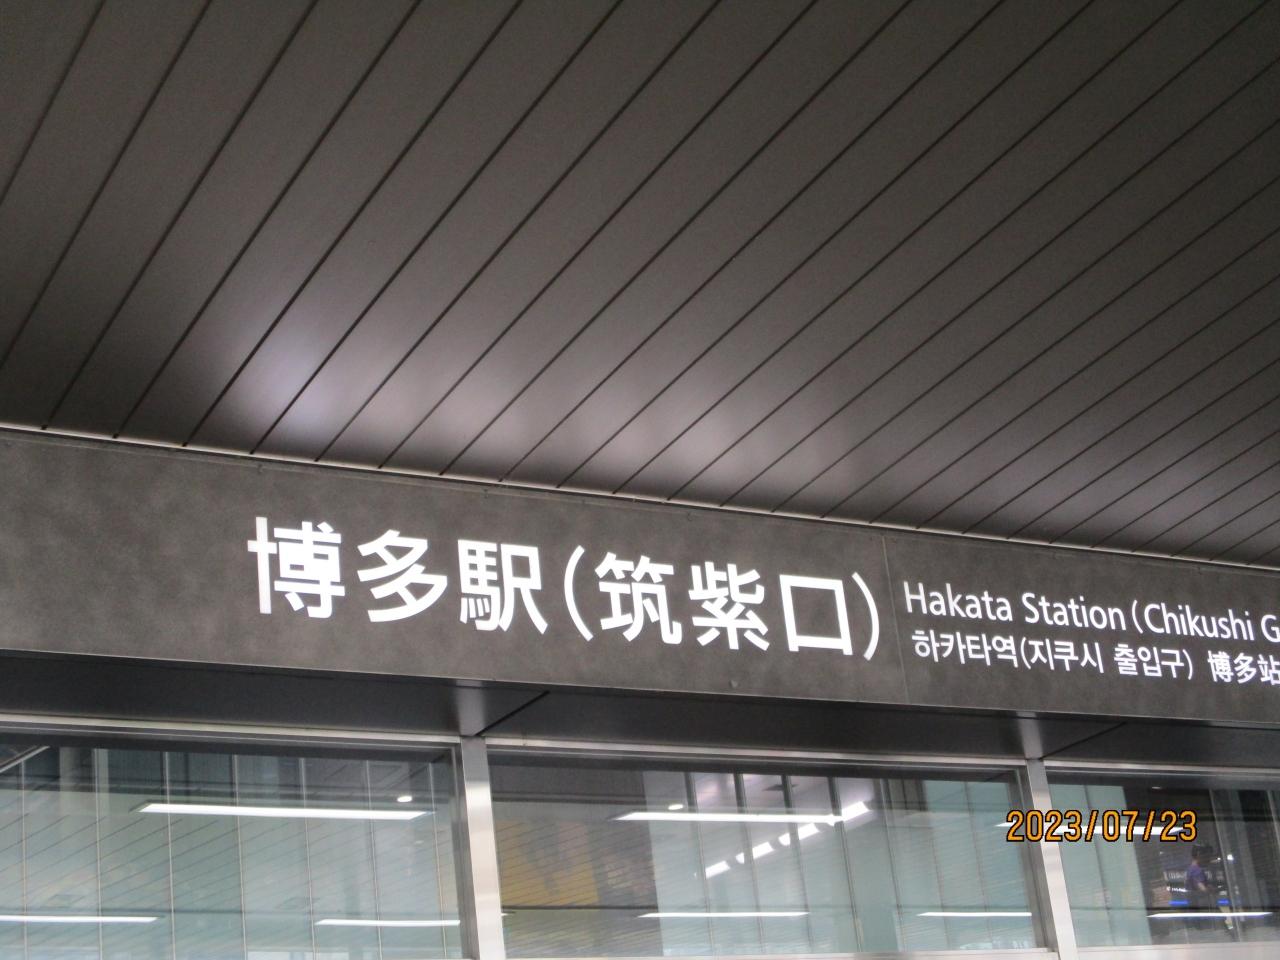 博多駅(筑紫口)
Hakata Station (Chikushi G
하카타역(지쿠시 출입구) 博多站
2023/07/23